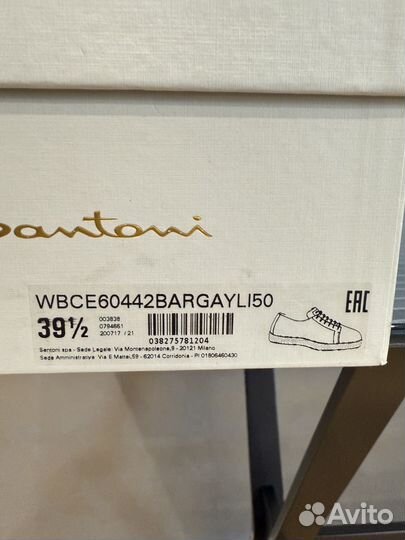 santoni
WBCE60442BARGAYLI50
39½
003838
0794661
200717 / 21
038275781204
EAC
Santoni spa - Sede Legale: Via Montenapoleone,9 - 20121 Milano
Sede Amministrativa: Via E Mattei,59 - 62014 Corridonia - PI 01806460430
Avito